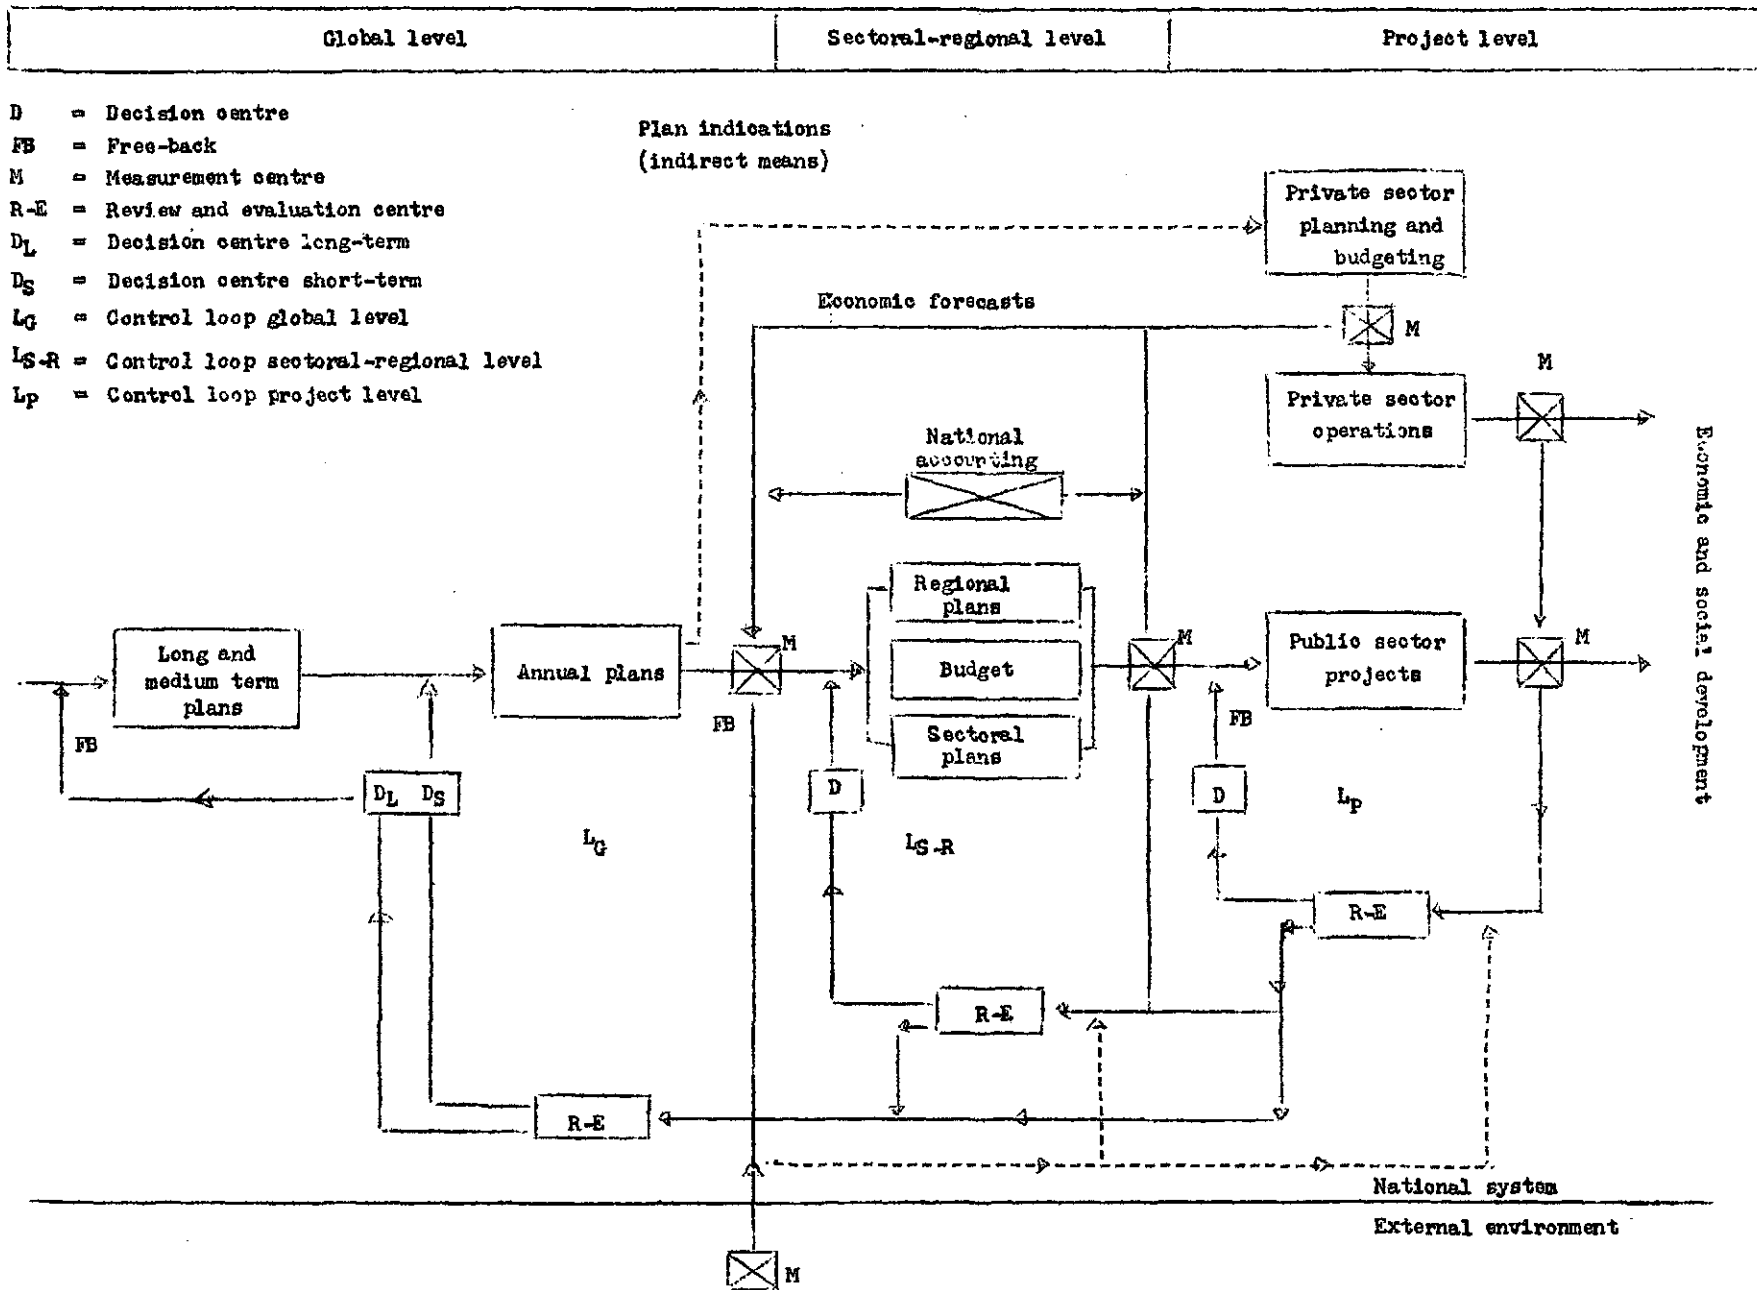 Global level
Sectoral-regional level
Project level
D = Decision centre
FB = Free-back
M = Measurement centre
R-E = Review and evaluation centre
DL = Decision centre long-term
DS = Decision centre short-term
LG = Control loop global level
LS-R = Control loop sectoral-regional level
LP = Control loop project level
Plan indications
(indirect means)
Private sector
planning and
budgeting
Economic forecasts
M
M
Private sector
operations
National
accounting
Economic and social development
Regional
plans
M
M
M
Long and
medium term
plans
Annual plans
Budget
Public sector
projects
FB
FB
FB
Sectoral
plans
DL DS
D
D
LP
LG
LS-R
R-E
R-E
R-E
National system
External environment
M